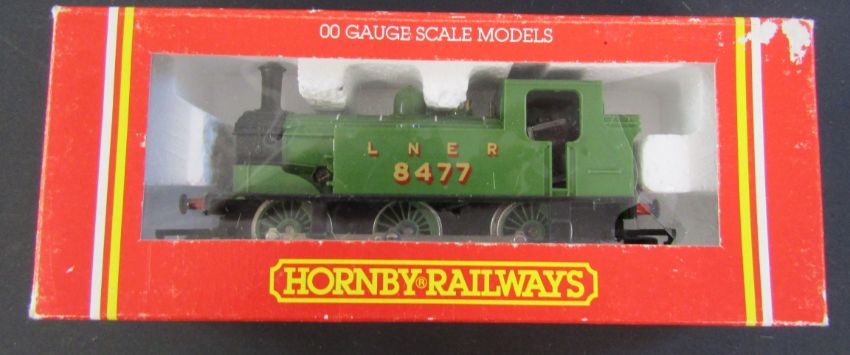 00 GAUGE SCALE MODELS
L N E R
8477
HORNBY® RAILWAYS